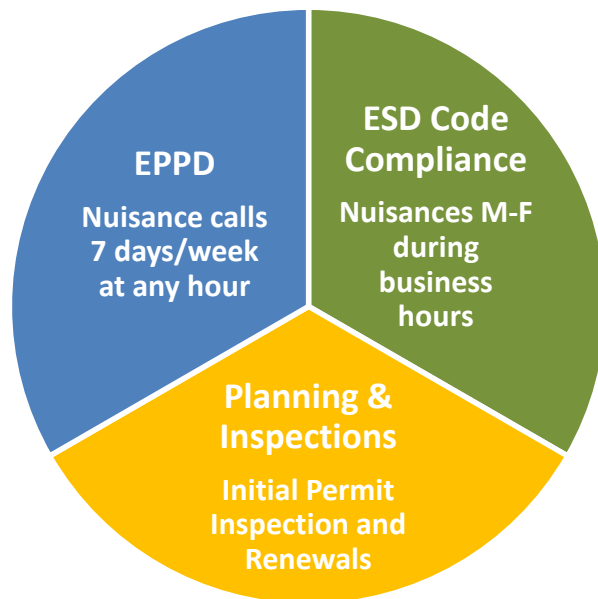 EPPD
Nuisance calls
7 days/week
at any hour
ESD Code
Compliance
Nuisances M-F
during
business
hours
Planning &
Inspections
Initial Permit
Inspection and
Renewals